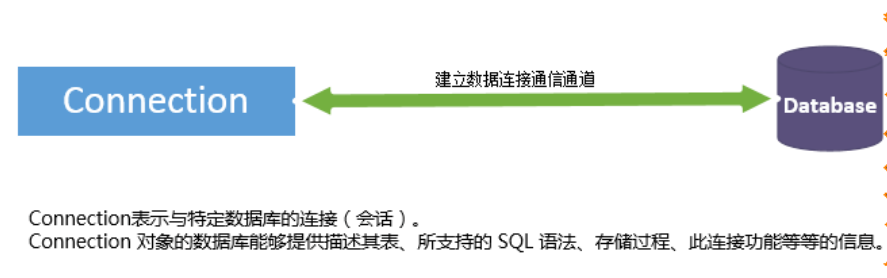 建立数据连接通信通道
Connection
Database
Connection表示与特定数据库的连接（会话）。
Connection 对象的数据库能够提供描述其表、所支持的 SQL 语法、存储过程、此连接功能等等的信息。